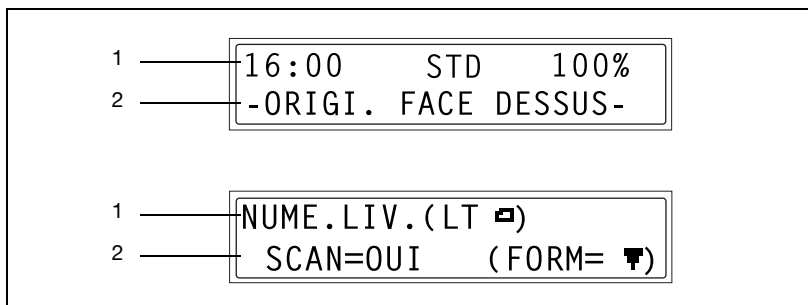 1 16:00 STD 100%
2 -ORIGI. FACE DESSUS-
1 NUME.LIV.(LT )
2 SCAN=OUI (FORM= ▼)